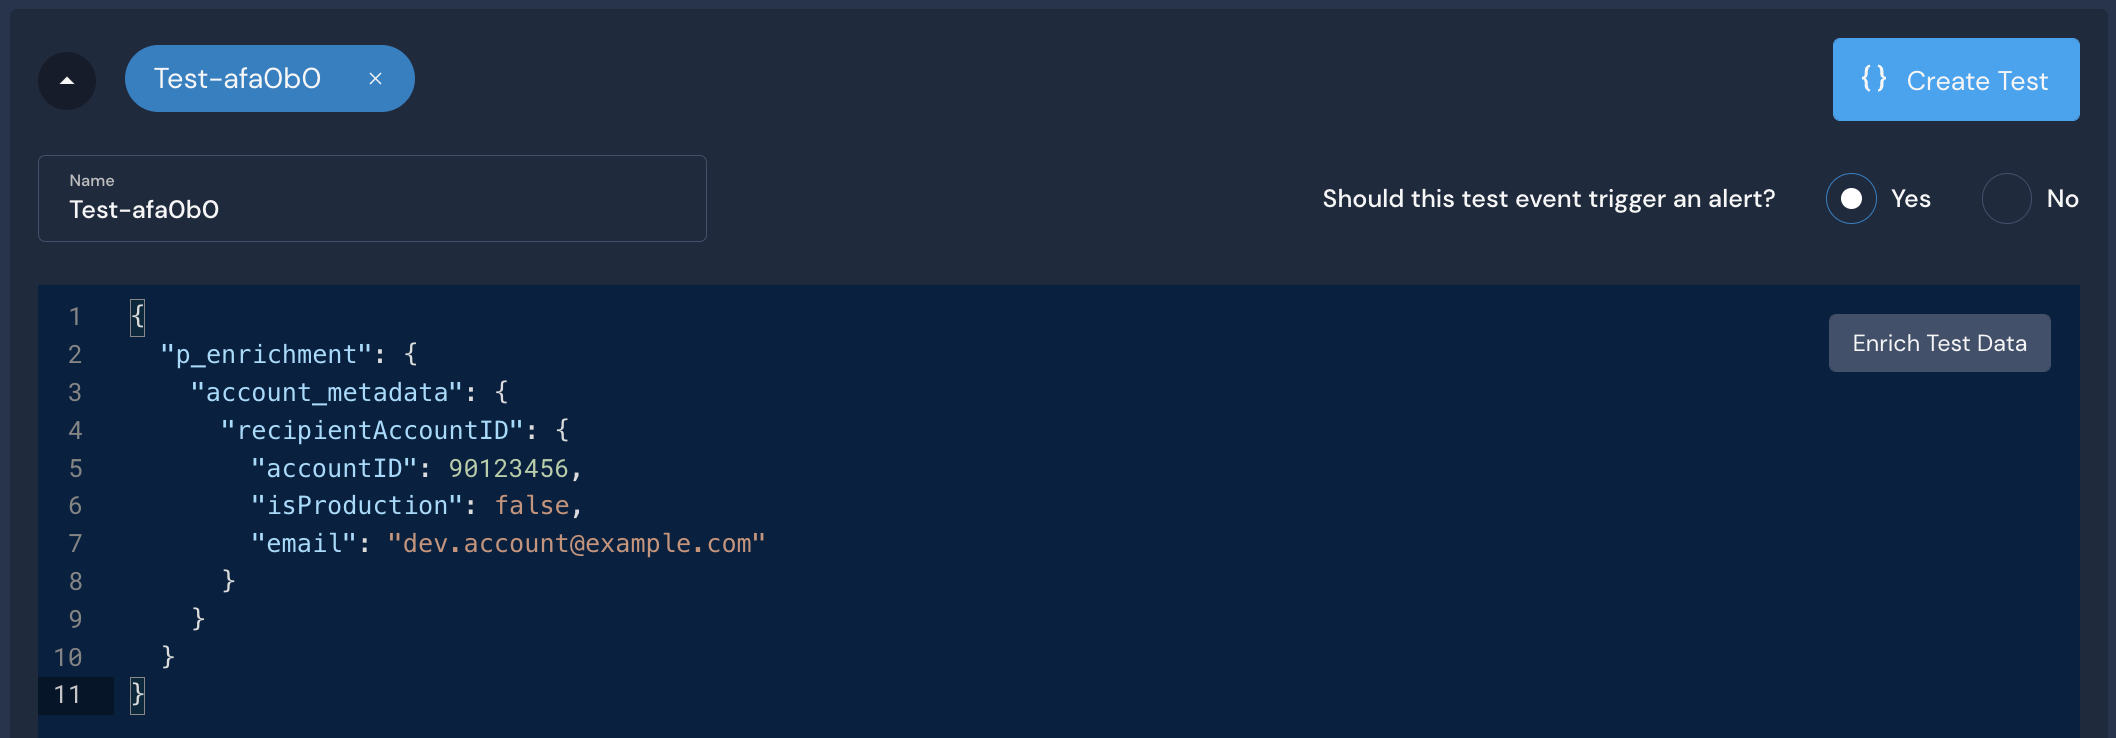 Test-afa0b0 ×
{} Create Test
Name
Test-afa0b0
Should this test event trigger an alert? Yes No
Enrich Test Data
1 {
2   "p_enrichment": {
3     "account_metadata": {
4       "recipientAccountID": {
5         "accountID": 90123456,
6         "isProduction": false,
7         "email": "dev.account@example.com"
8       }
9     }
10   }
11 }